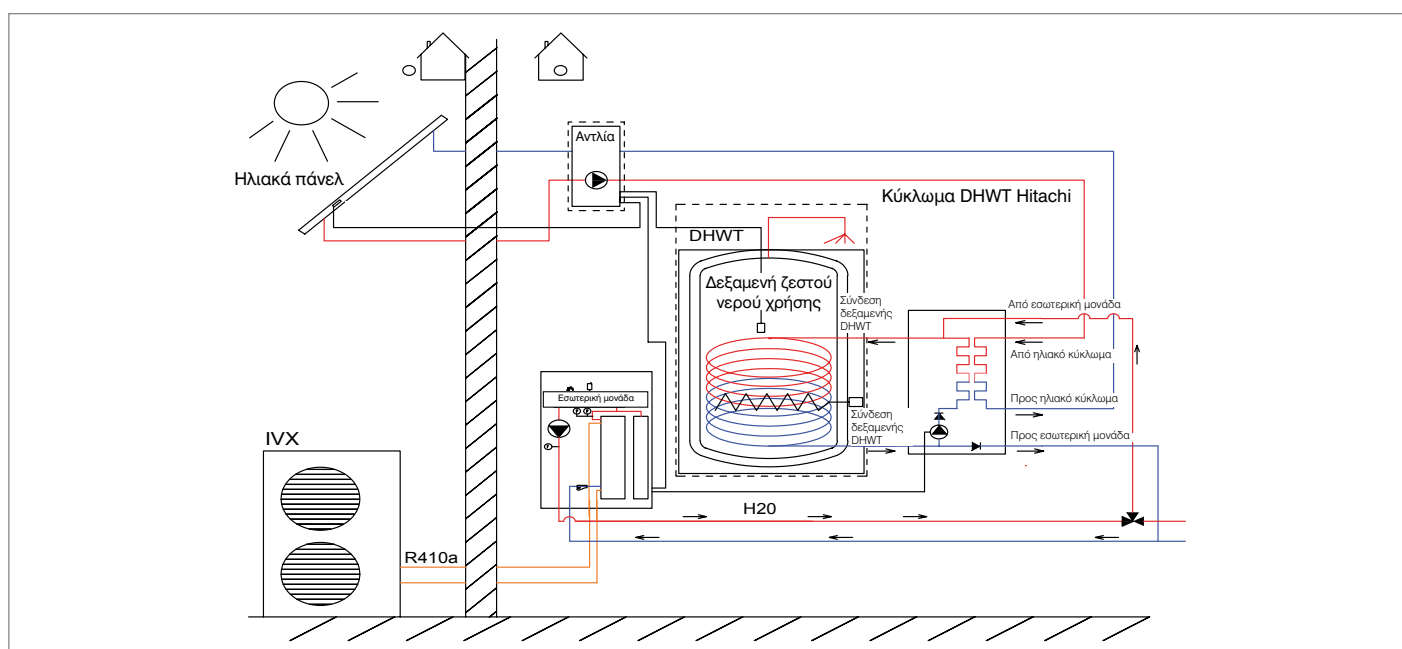 Αντλία
Ηλιακά πάνελ
Κύκλωμα DHWT Hitachi
DHWT
Δεξαμενή ζεστού
νερού χρήσης
Σύνδεση
δεξαμενής
DHWT
Από εσωτερική μονάδα
Από ηλιακό κύκλωμα
Προς ηλιακό κύκλωμα
Σύνδεση
δεξαμενής
DHWT
Προς εσωτερική μονάδα
Εσωτερική μονάδα
IVX
H20
R410a